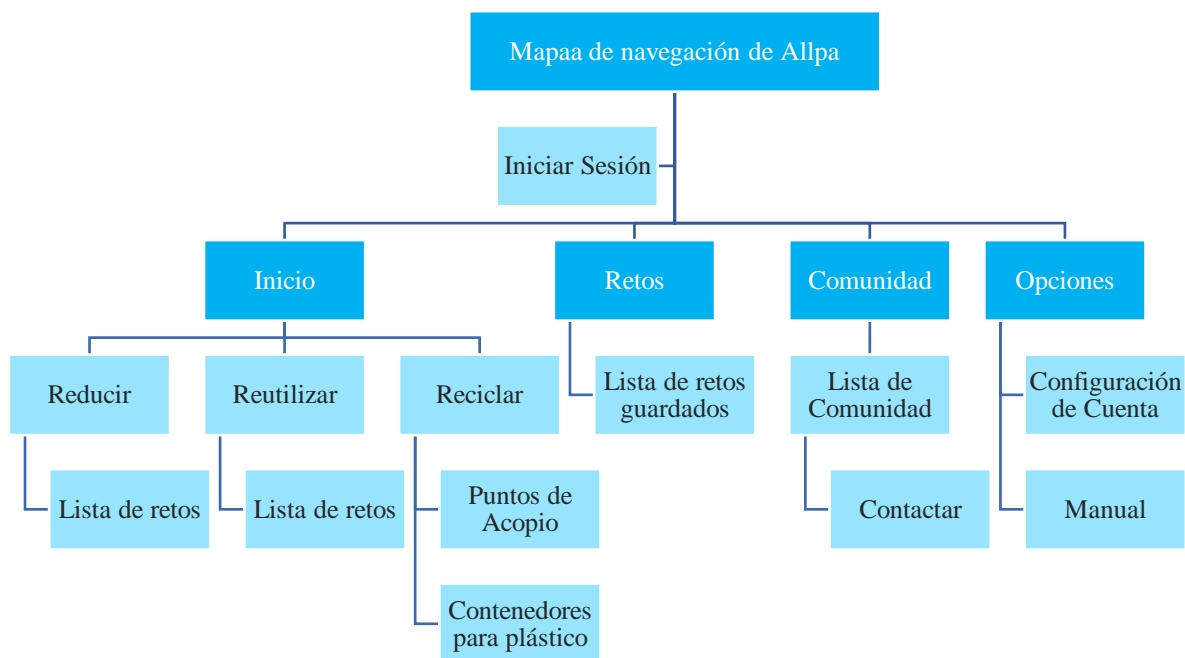 Mapaa de navegación de Allpa
Iniciar Sesión
Inicio
Retos
Comunidad
Opciones
Reducir
Reutilizar
Reciclar
Lista de retos
guardados
Lista de
Comunidad
Configuración
de Cuenta
Lista de retos
Lista de retos
Puntos de
Acopio
Contactar
Manual
Contenedores
para plástico